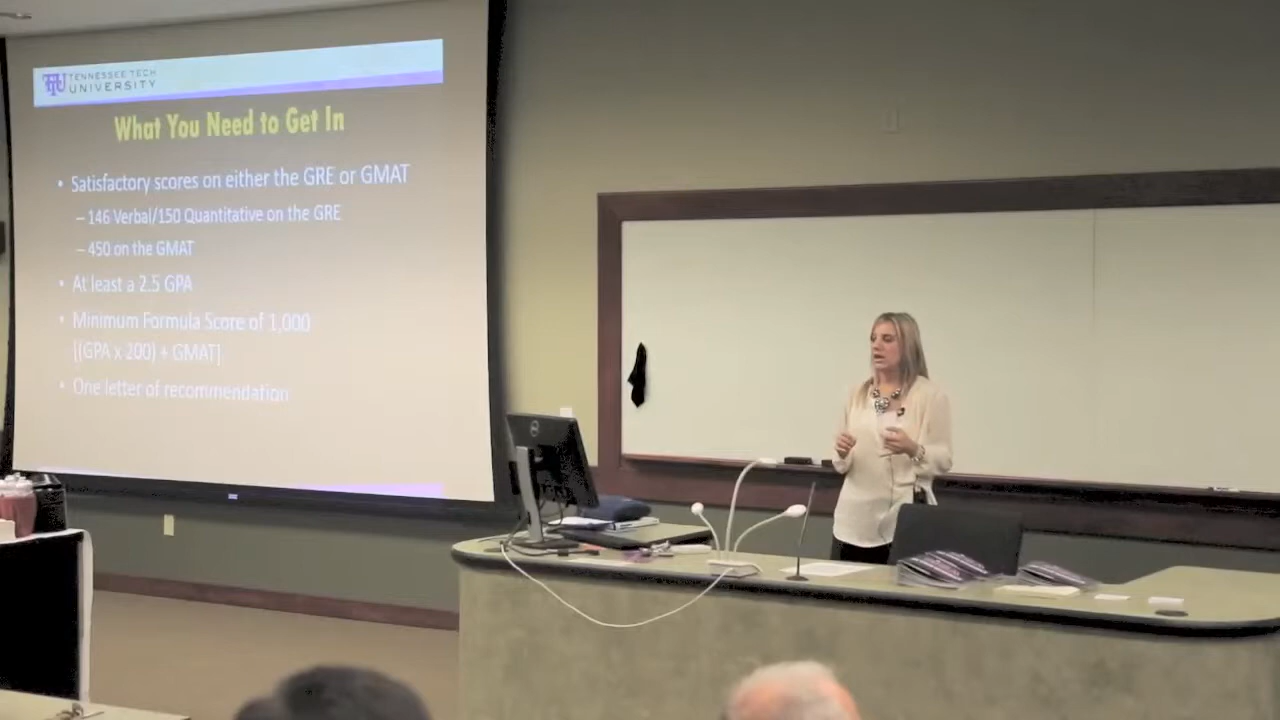 TTU TENNESSEE TECH
UNIVERSITY
What You Need to Get In
• Satisfactory scores on either the GRE or GMAT
– 146 Verbal/150 Quantitative on the GRE
– 450 on the GMAT
• At least a 2.5 GPA
• Minimum Formula Score of 1,000
[(GPA x 200) + GMAT]
• One letter of recommendation
DELL